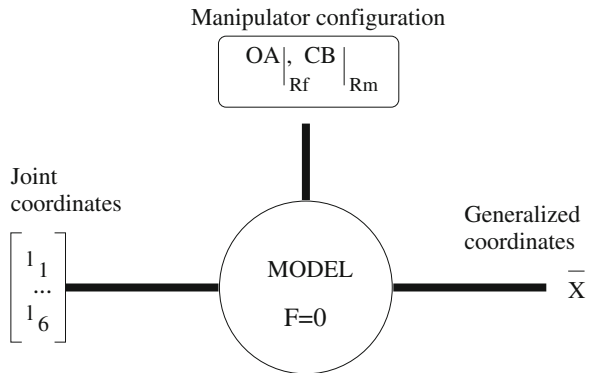 Manipulator configuration
OA|Rf, CB |Rm
Joint
coordinates
l1
...
l6
MODEL
F=0
Generalized
coordinates
X̅